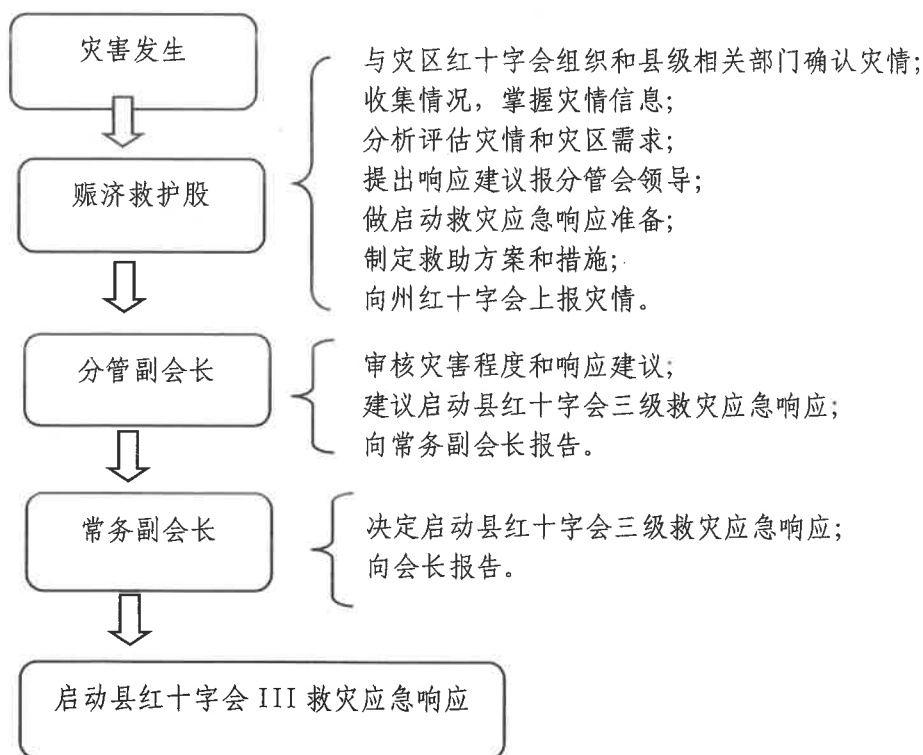 灾害发生
与灾区红十字会组织和县级相关部门确认灾情;
收集情况，掌握灾情信息;
分析评估灾情和灾区需求;
赈济救护股
提出响应建议报分管会领导;
做启动救灾应急响应准备;
制定救助方案和措施;
向州红十字会上报灾情。
分管副会长
审核灾害程度和响应建议;
建议启动县红十字会三级救灾应急响应;
向常务副会长报告。
常务副会长
决定启动县红十字会三级救灾应急响应;
向会长报告。
启动县红十字会 III 救灾应急响应